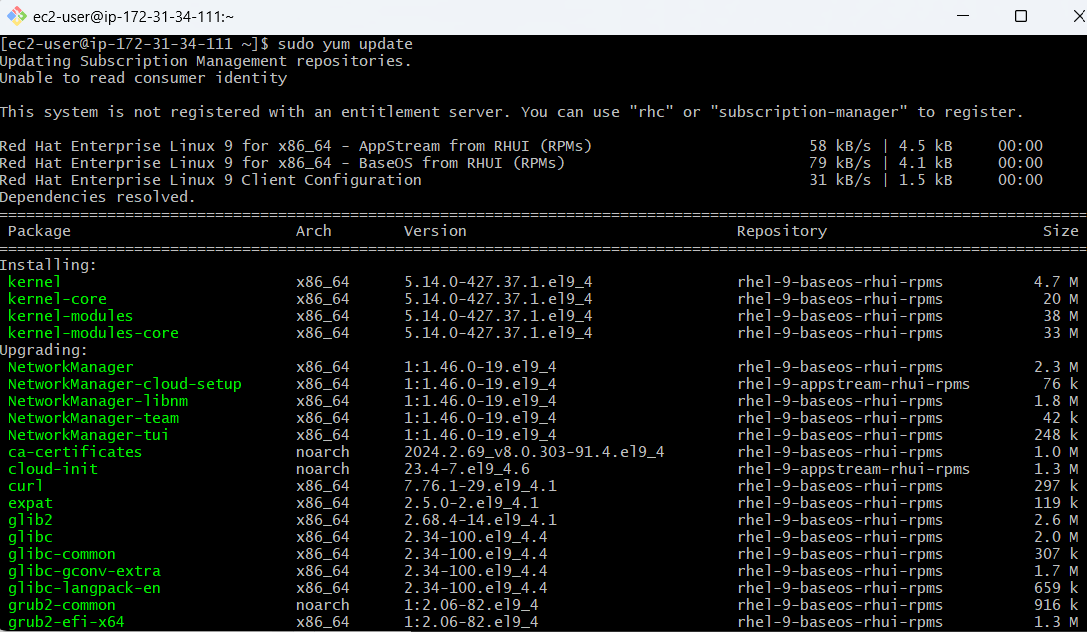 ec2-user@ip-172-31-34-111:~
[ec2-user@ip-172-31-34-111 ~]$ sudo yum update
Updating Subscription Management repositories.
Unable to read consumer identity
This system is not registered with an entitlement server. You can use "rhc" or "subscription-manager" to register.
Red Hat Enterprise Linux 9 for x86_64 - AppStream from RHUI (RPMs) 58 kB/s | 4.5 kB 00:00
Red Hat Enterprise Linux 9 for x86_64 - BaseOS from RHUI (RPMs) 79 kB/s | 4.1 kB 00:00
Red Hat Enterprise Linux 9 Client Configuration 31 kB/s | 1.5 kB 00:00
Dependencies resolved.
Package Arch Version Repository Size
Installing:
kernel x86_64 5.14.0-427.37.1.el9_4 rhel-9-baseos-rhui-rpms 4.7 M
kernel-core x86_64 5.14.0-427.37.1.el9_4 rhel-9-baseos-rhui-rpms 20 M
kernel-modules x86_64 5.14.0-427.37.1.el9_4 rhel-9-baseos-rhui-rpms 38 M
kernel-modules-core x86_64 5.14.0-427.37.1.el9_4 rhel-9-baseos-rhui-rpms 33 M
Upgrading:
NetworkManager x86_64 1:1.46.0-19.el9_4 rhel-9-baseos-rhui-rpms 2.3 M
NetworkManager-cloud-setup x86_64 1:1.46.0-19.el9_4 rhel-9-appstream-rhui-rpms 76 k
NetworkManager-libnm x86_64 1:1.46.0-19.el9_4 rhel-9-baseos-rhui-rpms 1.8 M
NetworkManager-team x86_64 1:1.46.0-19.el9_4 rhel-9-baseos-rhui-rpms 42 k
NetworkManager-tui x86_64 1:1.46.0-19.el9_4 rhel-9-baseos-rhui-rpms 248 k
ca-certificates noarch 2024.2.69_v8.0.303-91.4.el9_4 rhel-9-baseos-rhui-rpms 1.0 M
cloud-init noarch 23.4-7.el9_4.6 rhel-9-appstream-rhui-rpms 1.3 M
curl x86_64 7.76.1-29.el9_4.1 rhel-9-baseos-rhui-rpms 297 k
expat x86_64 2.5.0-2.el9_4.1 rhel-9-baseos-rhui-rpms 119 k
glib2 x86_64 2.68.4-14.el9_4.1 rhel-9-baseos-rhui-rpms 2.6 M
glibc x86_64 2.34-100.el9_4.4 rhel-9-baseos-rhui-rpms 2.0 M
glibc-common x86_64 2.34-100.el9_4.4 rhel-9-baseos-rhui-rpms 307 k
glibc-gconv-extra x86_64 2.34-100.el9_4.4 rhel-9-baseos-rhui-rpms 1.7 M
glibc-langpack-en x86_64 2.34-100.el9_4.4 rhel-9-baseos-rhui-rpms 659 k
grub2-common noarch 1:2.06-82.el9_4 rhel-9-baseos-rhui-rpms 916 k
grub2-efi-x64 x86_64 1:2.06-82.el9_4 rhel-9-baseos-rhui-rpms 1.3 M